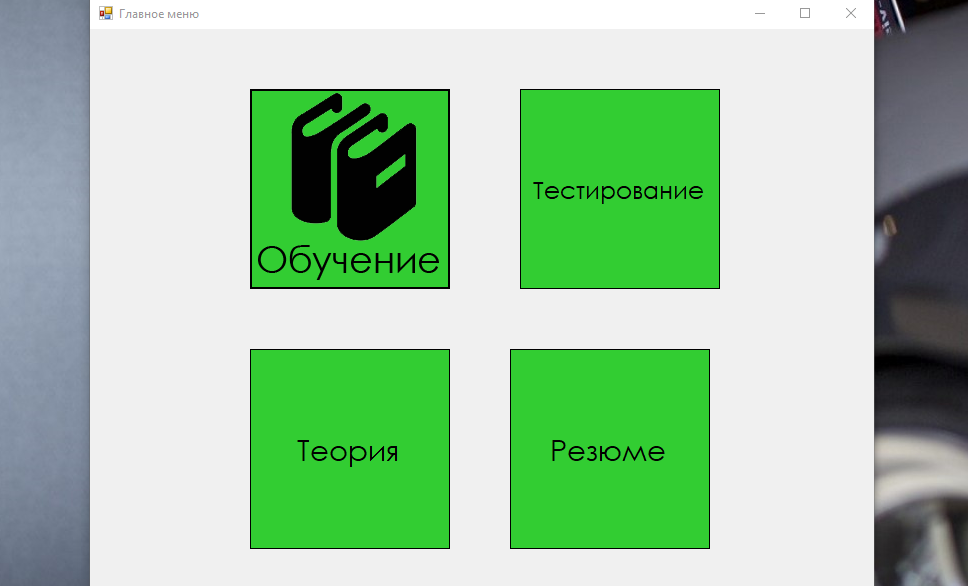 Главное меню
Обучение
Тестирование
Теория
Резюме